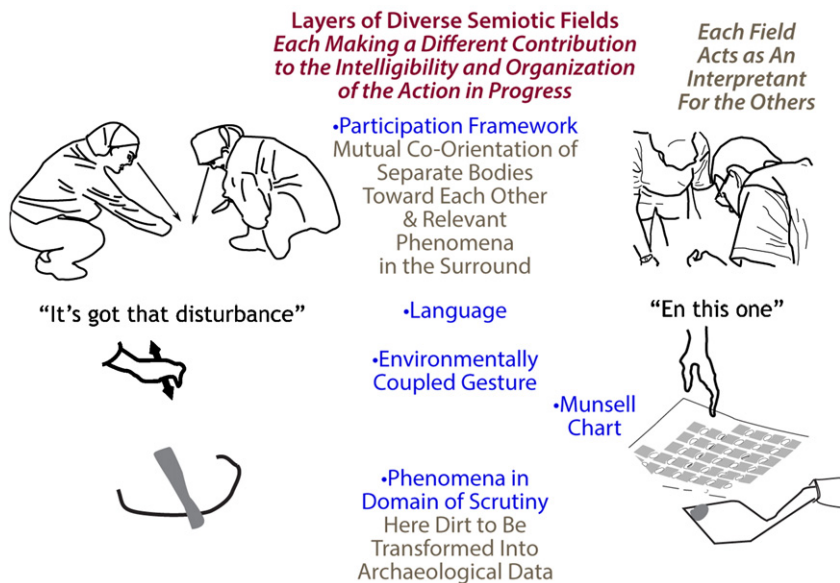 Layers of Diverse Semiotic Fields
Each Making a Different Contribution
to the Intelligibility and Organization
of the Action in Progress
Each Field
Acts as An
Interpretant
For the Others
•Participation Framework
Mutual Co-Orientation of
Separate Bodies
Toward Each Other
& Relevant
Phenomena
in the Surround
"It's got that disturbance"
•Language
"En this one"
•Environmentally
Coupled Gesture
•Munsell
Chart
•Phenomena in
Domain of Scrutiny
Here Dirt to Be
Transformed Into
Archaeological Data